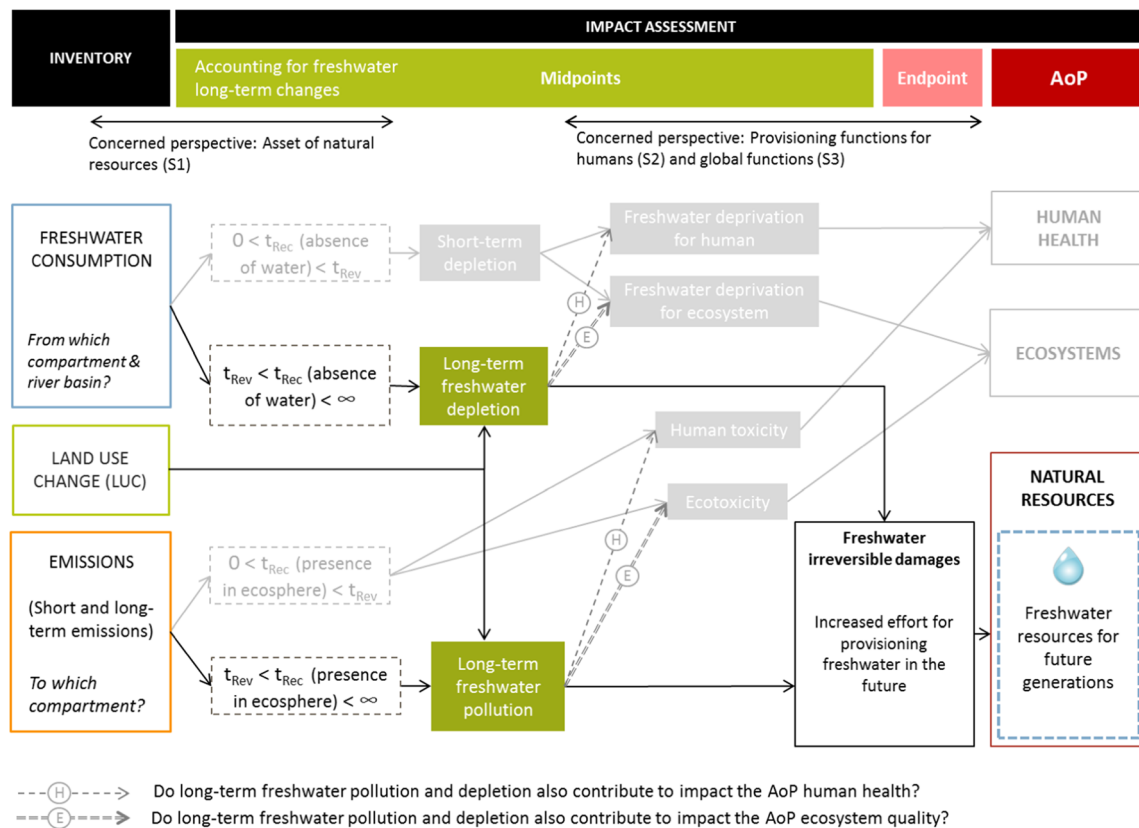 INVENTORY
IMPACT ASSESSMENT
Accounting for freshwater
long-term changes
Midpoints
Endpoint
AoP
Concerned perspective: Asset of natural
resources (S1)
Concerned perspective: Provisioning functions for
humans (S2) and global functions (S3)
FRESHWATER
CONSUMPTION
From which
compartment &
river basin?
0 < tRec (absence
of water) < tRev
Short-term
depletion
Freshwater deprivation
for human
HUMAN
HEALTH
H
Freshwater deprivation
for ecosystem
E
ECOSYSTEMS
tRev < tRec (absence
of water) < ∞
Long-term
freshwater
depletion
LAND USE
CHANGE (LUC)
Human toxicity
Ecotoxicity
H
E
EMISSIONS
(Short and long-
term emissions)
To which
compartment?
0 < tRec (presence
in ecosphere) < tRev
tRev < tRec (presence
in ecosphere) < ∞
Long-term
freshwater
pollution
Freshwater
irreversible damages
Increased effort for
provisioning
freshwater in the
future
NATURAL
RESOURCES
Freshwater
resources for
future
generations
H Do long-term freshwater pollution and depletion also contribute to impact the AoP human health?
E Do long-term freshwater pollution and depletion also contribute to impact the AoP ecosystem quality?